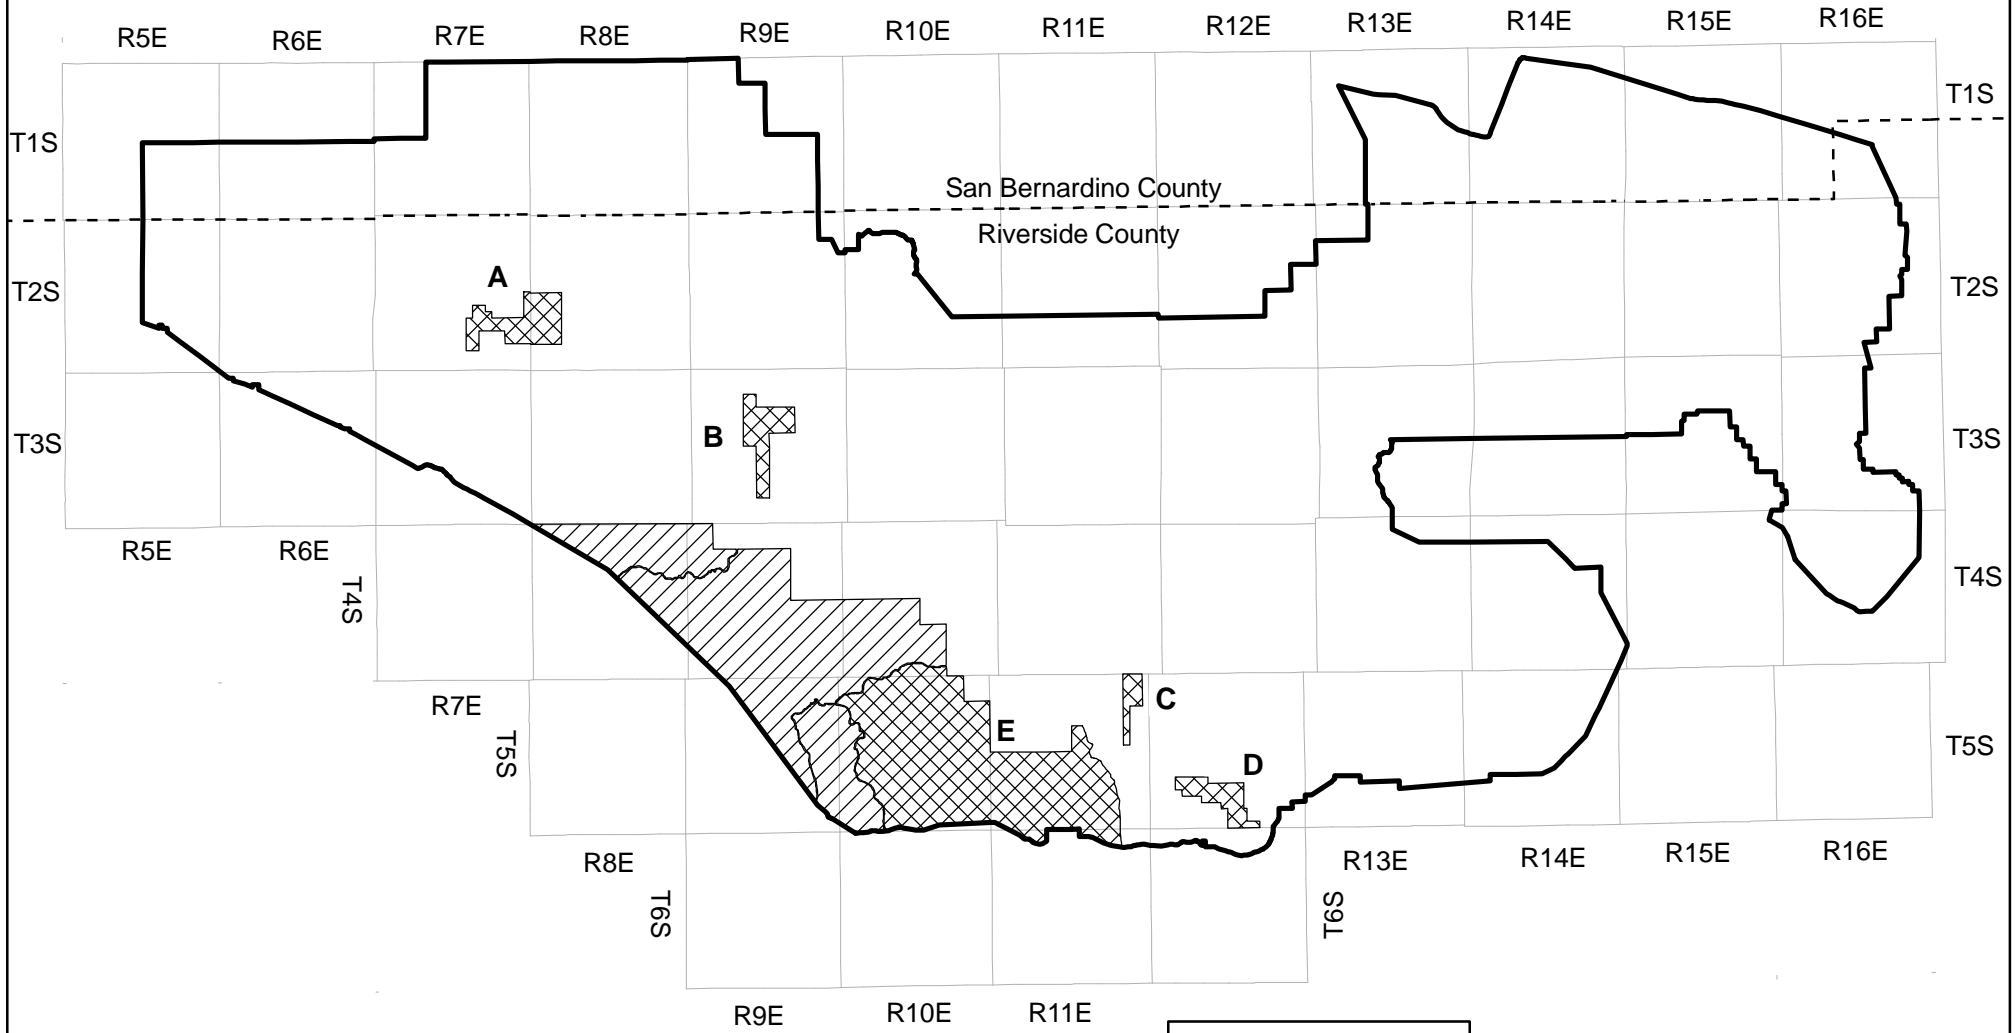 R5E R6E R7E R8E R9E R10E R11E R12E R13E R14E R15E R16E
T1S T1S
San Bernardino County
Riverside County
A
T2S T2S
B
T3S T3S
R5E R6E
T4S T4S
R7E
C
E
T5S T5S
D
R8E R13E R14E R15E R16E
T6S T6S
R9E R10E R11E